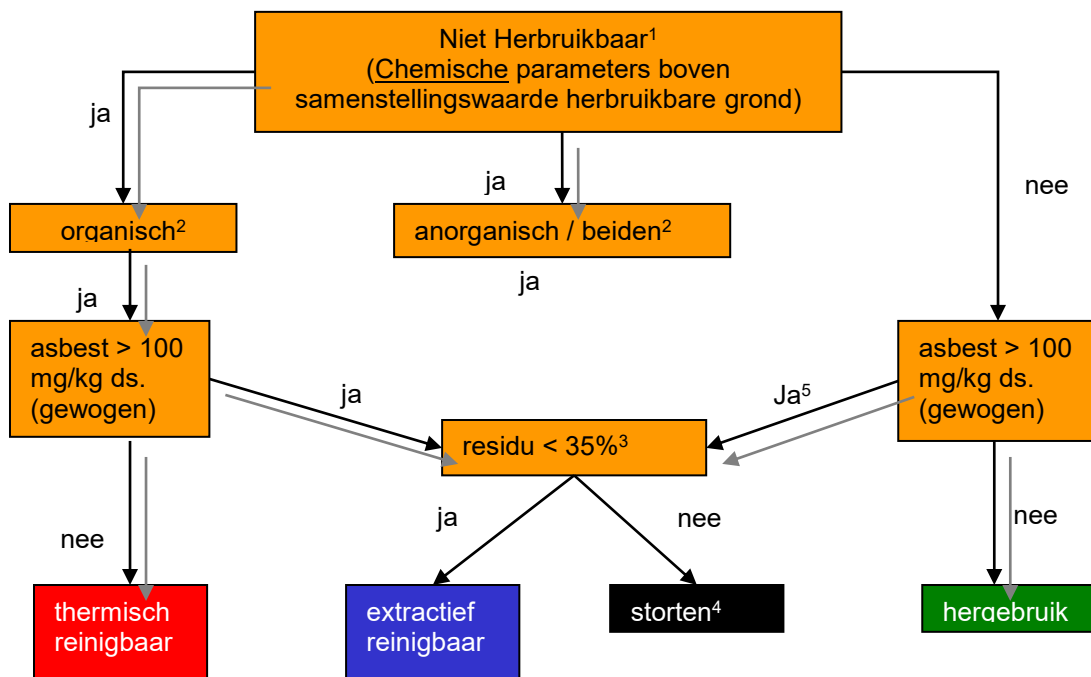 Niet Herbruikbaar¹
(Chemische parameters boven
samenstellingswaarde herbruikbare grond)
ja
ja
nee
organisch²
anorganisch / beiden²
ja
ja
asbest > 100
mg/kg ds.
(gewogen)
asbest > 100
mg/kg ds.
(gewogen)
ja
Ja⁵
residu < 35%³
ja
nee
nee
nee
thermisch
reinigbaar
extractief
reinigbaar
storten⁴
hergebruik